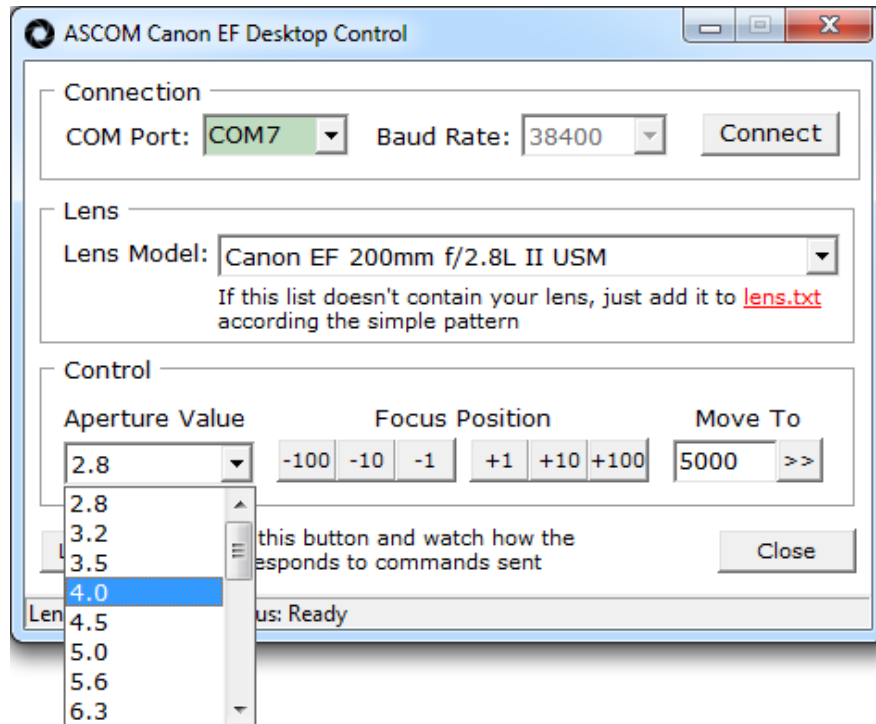 ASCOM Canon EF Desktop Control
X
Connection
COM Port: COM7 Baud Rate: 38400 Connect
Lens
Lens Model: Canon EF 200mm f/2.8L II USM
If this list doesn't contain your lens, just add it to lens.txt
according the simple pattern
Control
Aperture Value Focus Position Move To
2.8 -100 -10 -1 +1 +10 +100 5000 >>
2.8
3.2
3.5
4.0
4.5
5.0
5.6
6.3
this button and watch how the
esponds to commands sent
Close
Len us: Ready